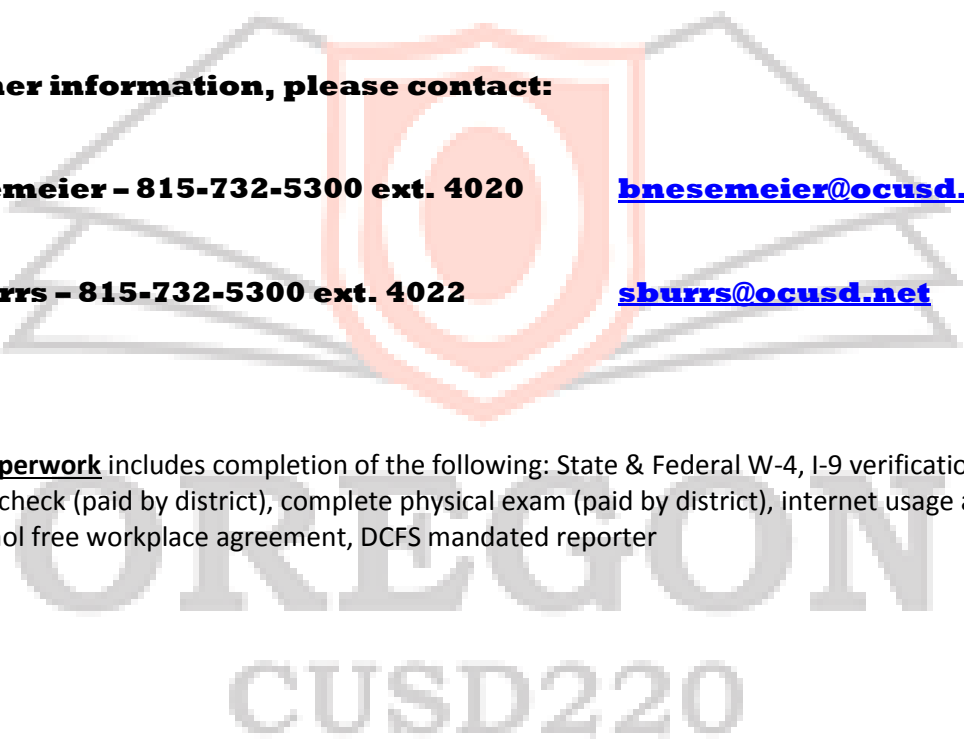 er information, please contact:
emeier – 815-732-5300 ext. 4020 bnesemeier@ocusd.
rrs – 815-732-5300 ext. 4022 sburrs@ocusd.net
perwork includes completion of the following: State & Federal W-4, I-9 verificatio
check (paid by district), complete physical exam (paid by district), internet usage a
ol free workplace agreement, DCFS mandated reporter
OREGON
CUSD220